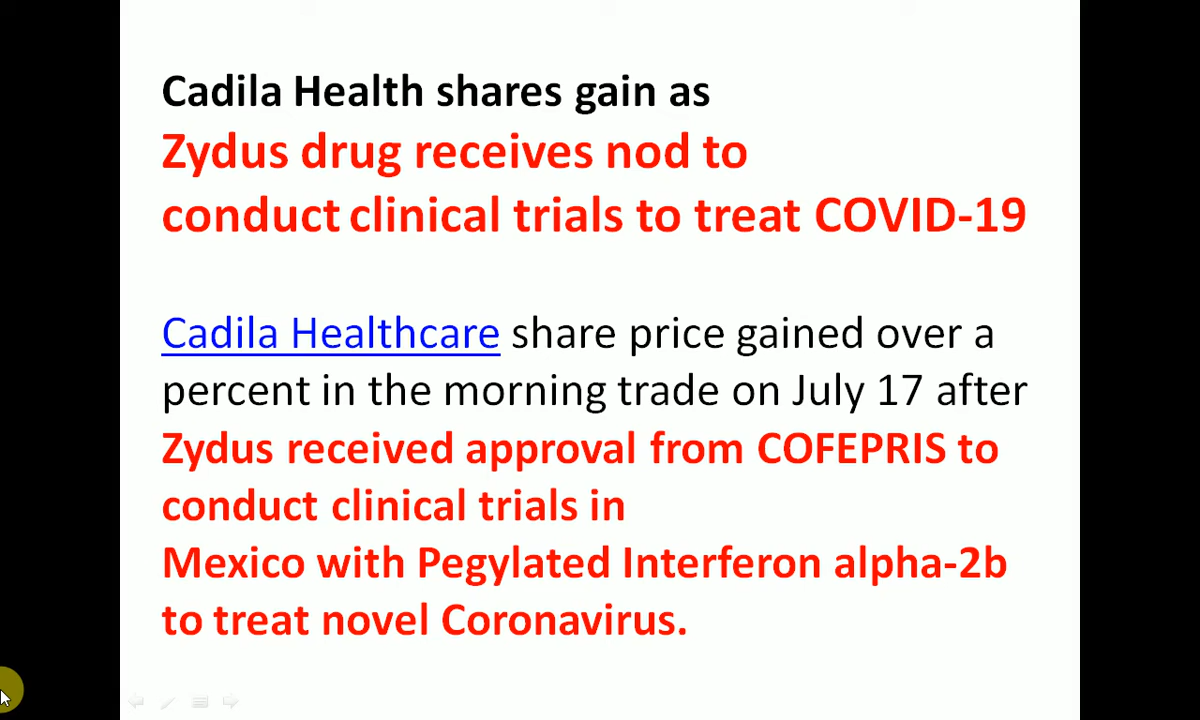 Cadila Health shares gain as
Zydus drug receives nod to
conduct clinical trials to treat COVID-19
Cadila Healthcare share price gained over a
percent in the morning trade on July 17 after
Zydus received approval from COFEPRIS to
conduct clinical trials in
Mexico with Pegylated Interferon alpha-2b
to treat novel Coronavirus.